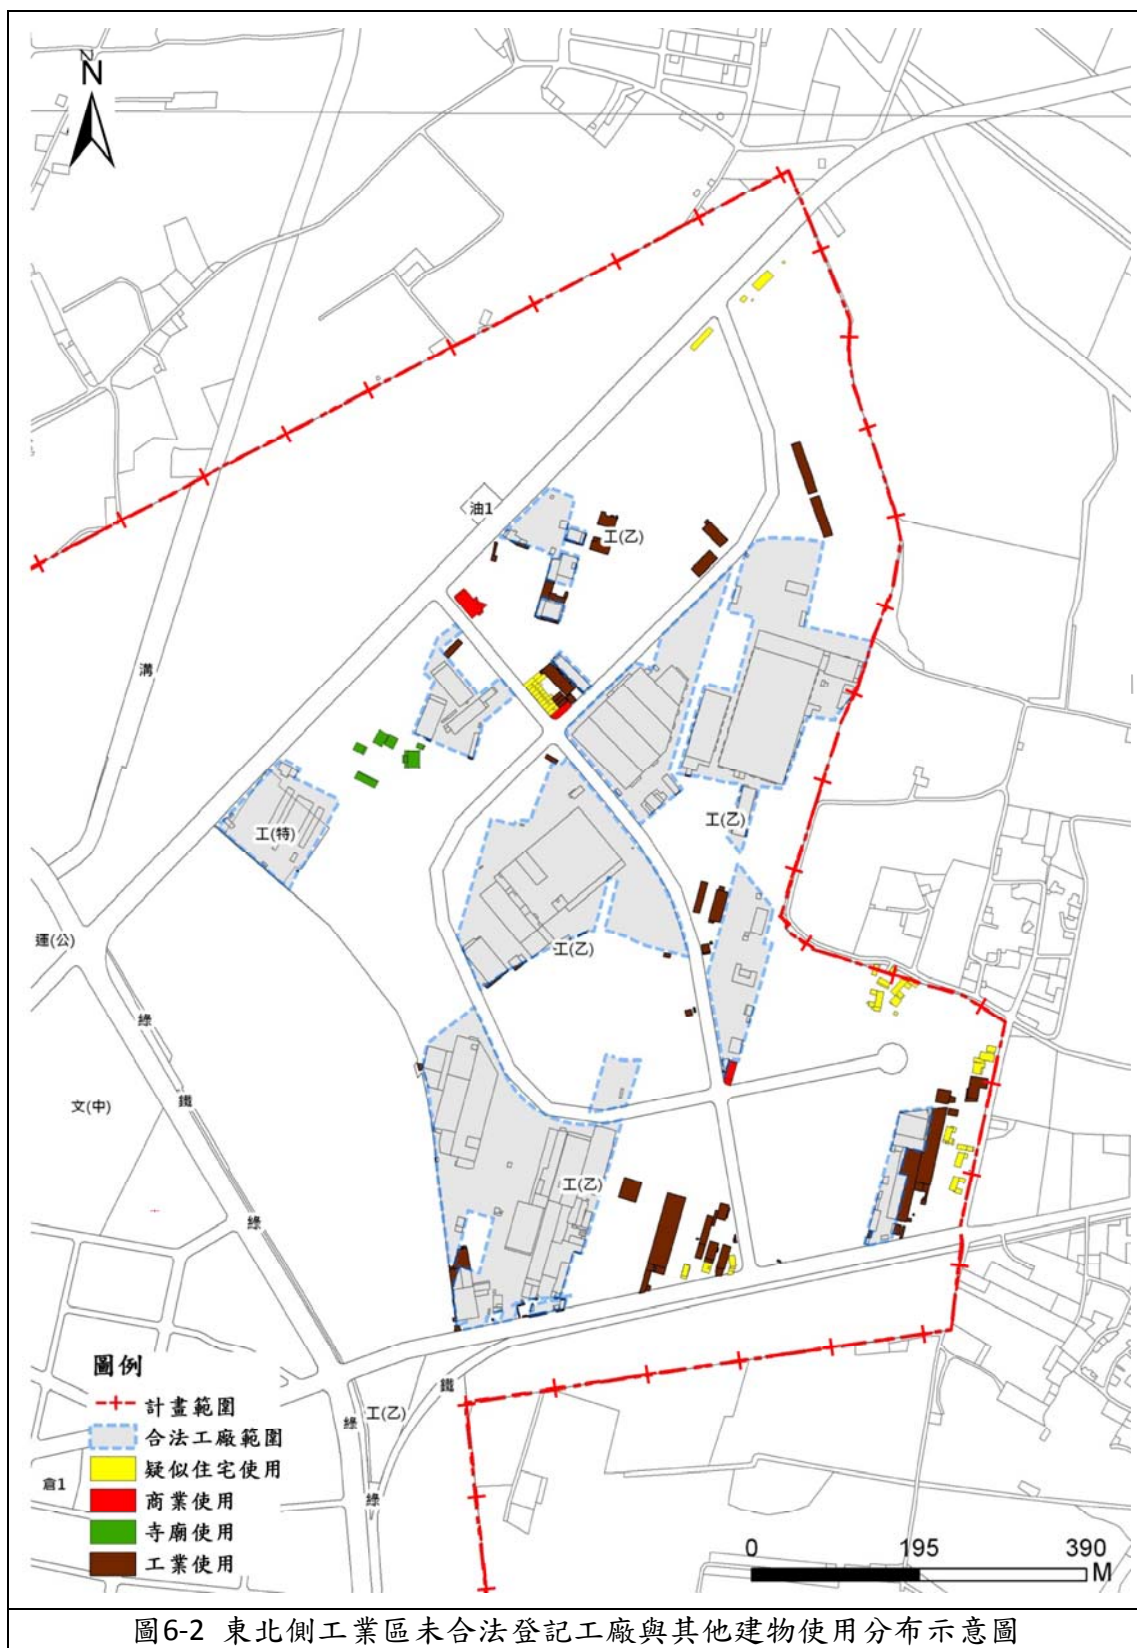 N
油1
工(乙)
溝
工(特)
工(乙)
運(公)
工(乙)
綠
鐵
文(中)
工(乙)
綠
鐵
工(乙)
綠
倉1
綠
圖例
計畫範圍
合法工廠範圍
疑似住宅使用
商業使用
寺廟使用
工業使用
0 195 390
M
圖6-2 東北側工業區未合法登記工廠與其他建物使用分布示意圖